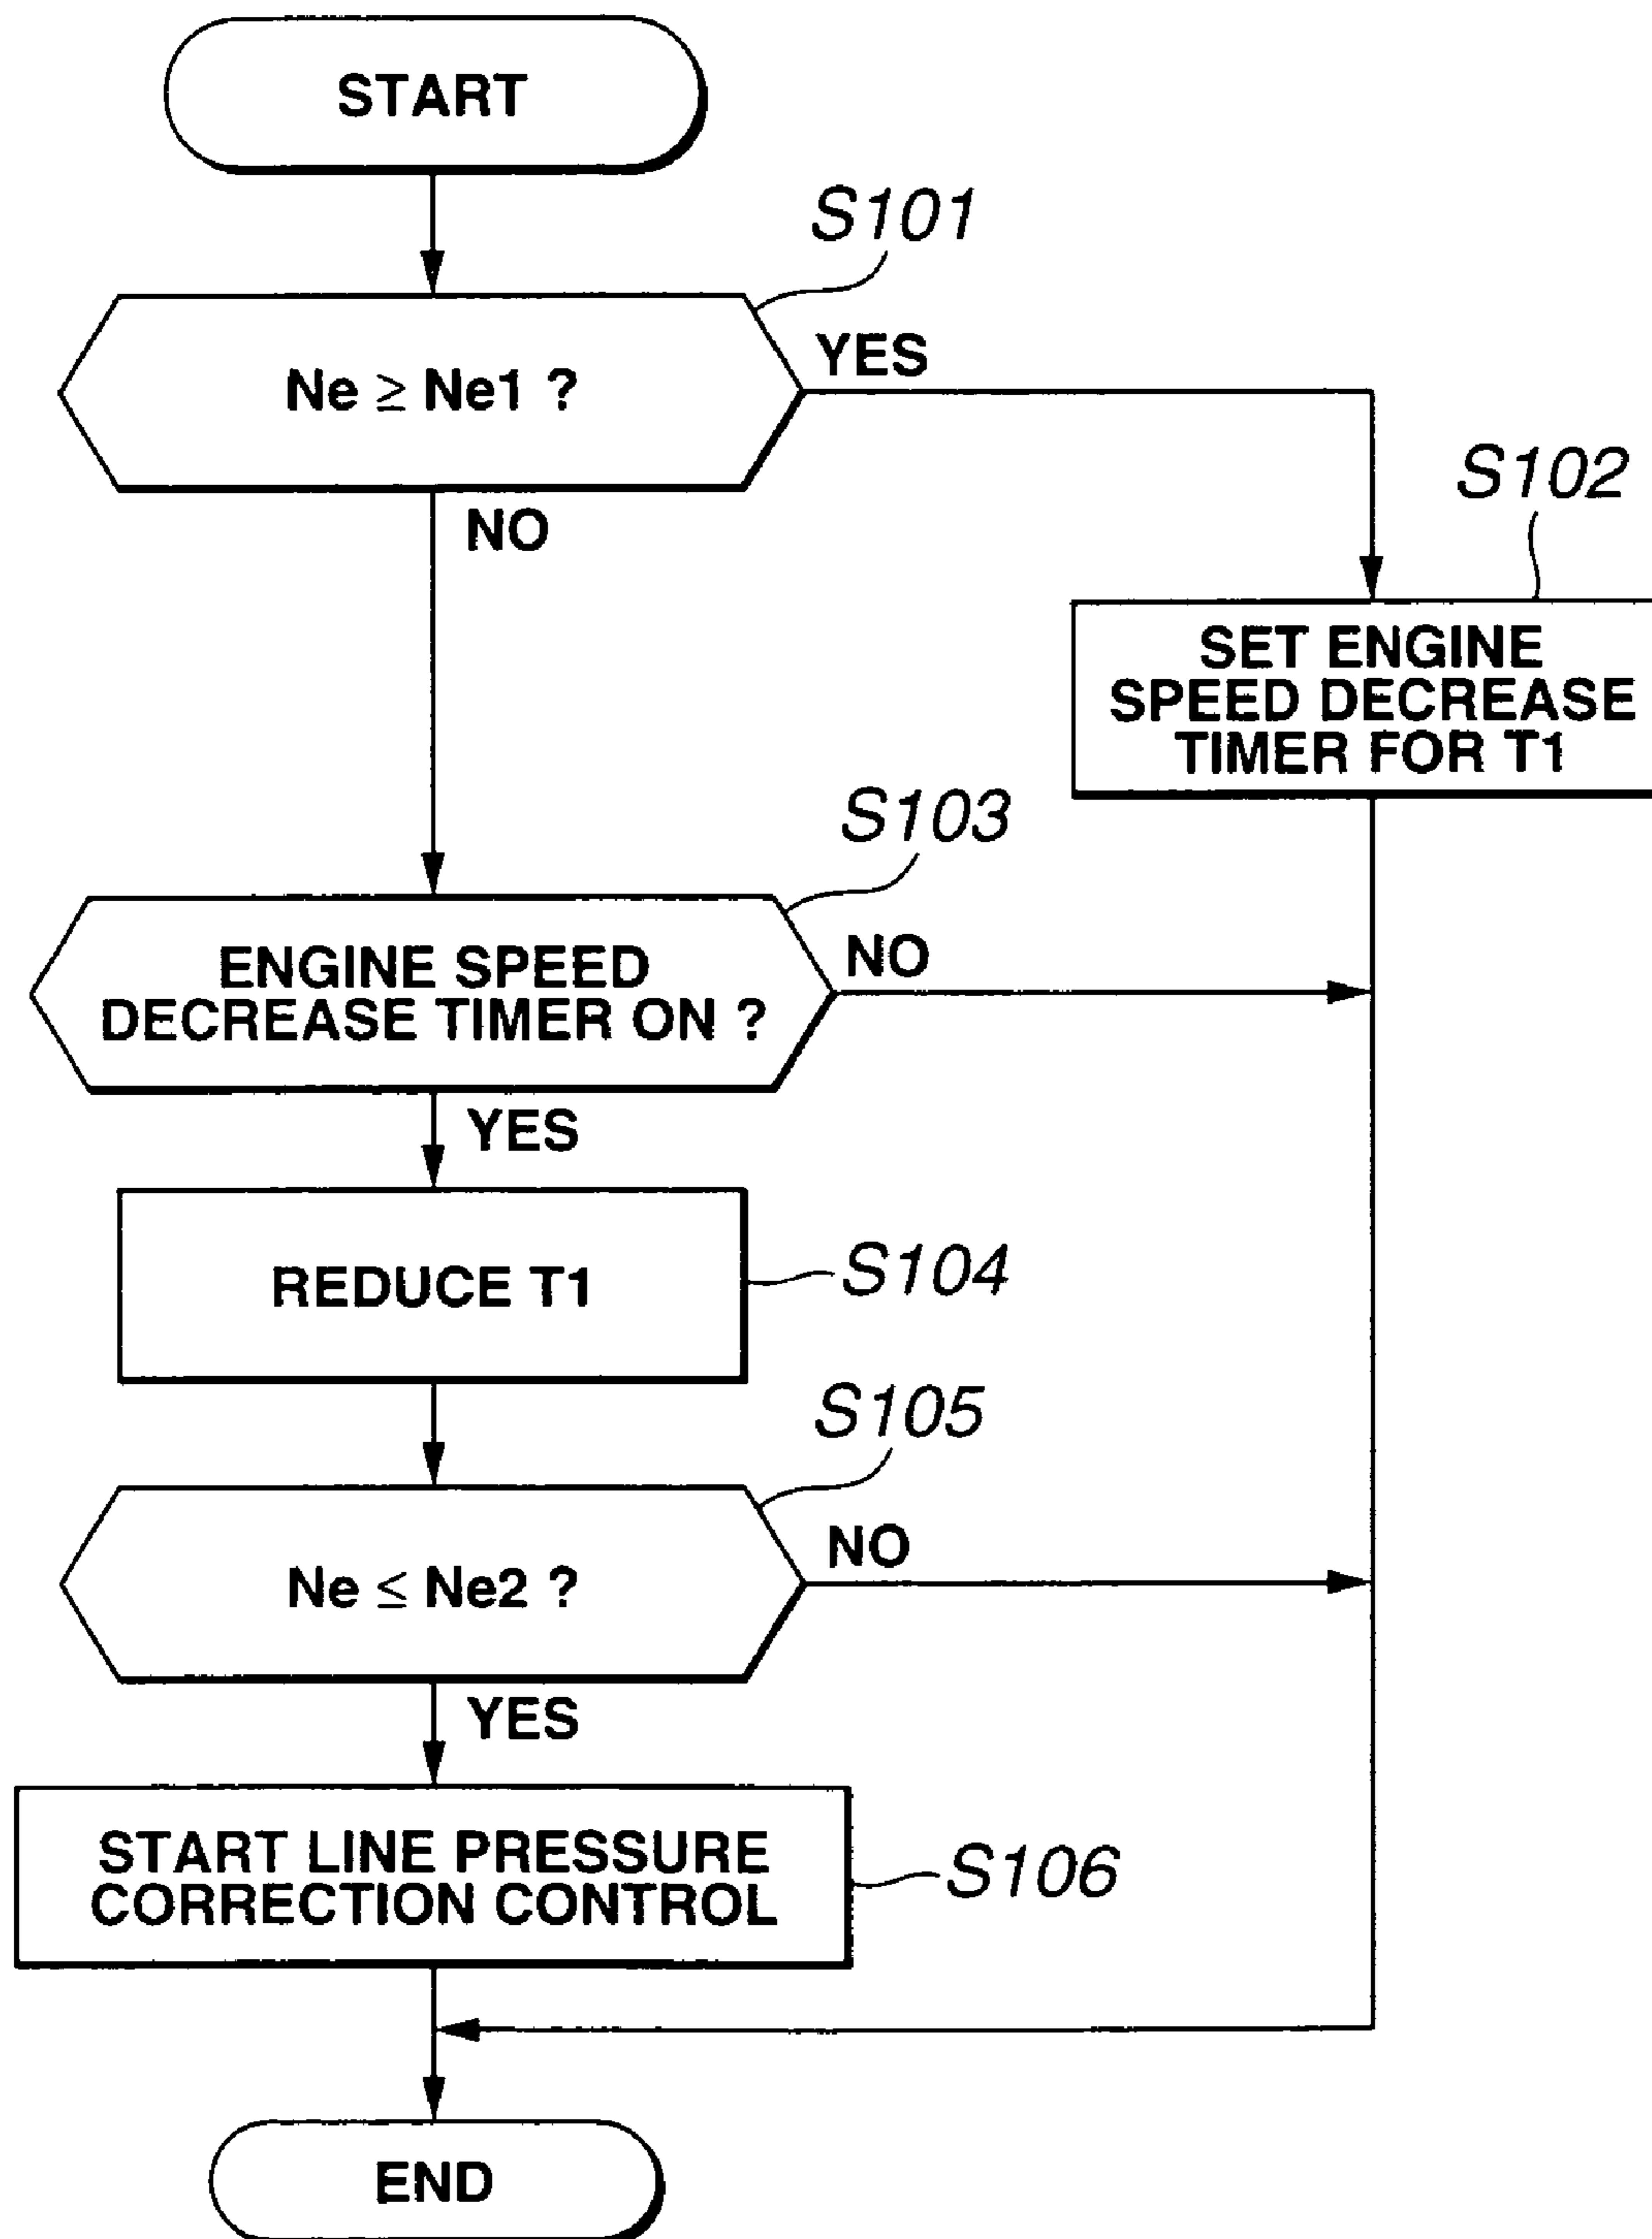 START
S101
Ne ≧ Ne1 ?
YES
NO
S102
SET ENGINE
SPEED DECREASE
TIMER FOR T1
S103
ENGINE SPEED
DECREASE TIMER ON ?
NO
YES
REDUCE T1
S104
S105
Ne ≦ Ne2 ?
NO
YES
START LINE PRESSURE
CORRECTION CONTROL
S106
END